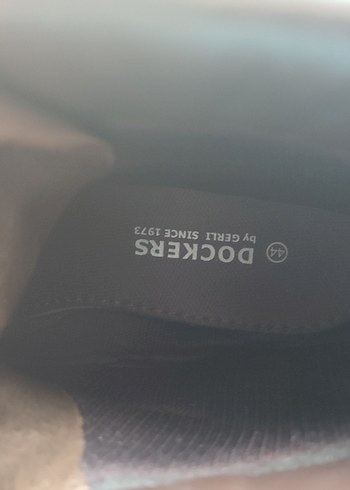 DOCKERS
by GERLI SINCE 1973
44